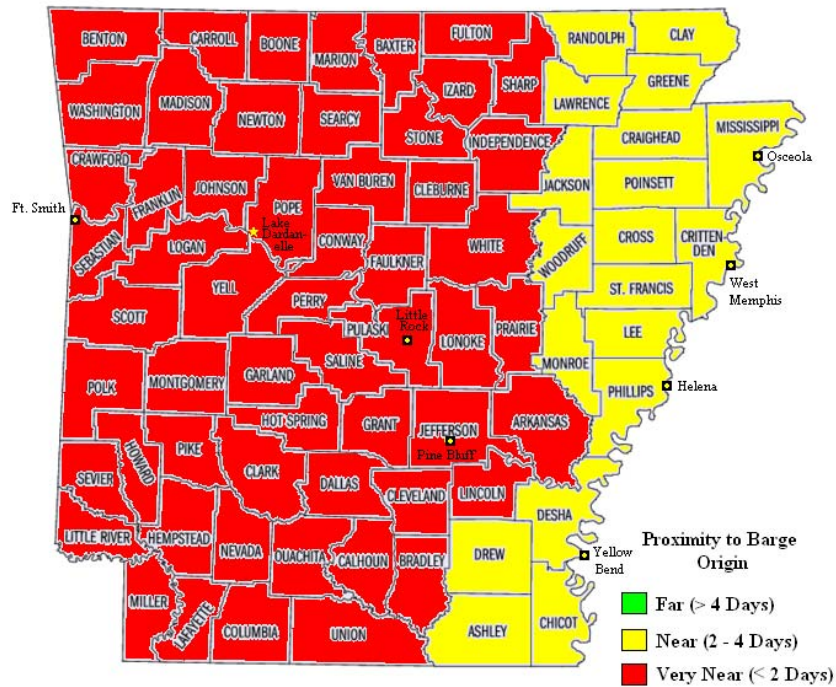 BENTON
CARROLL
BOONE
MARION
BAXTER
FULTON
RANDOLPH
CLAY
WASHINGTON
MADISON
NEWTON
SEARCY
IZARD
SHARP
LAWRENCE
GREENE
STONE
INDEPENDENCE
CRAIGHEAD
MISSISSIPPI
Osceola
CRAWFORD
FRANKLIN
JOHNSON
POPE
VAN BUREN
CLEBURNE
JACKSON
POINSETT
Ft. Smith
SEBASTIAN
LOGAN
Lake
Dardan-
elle
CONWAY
FAULKNER
WHITE
WOODRUFF
CROSS
CRITTEN-
DEN
West
Memphis
SCOTT
YELL
PERRY
PULASKI
Little
Rock
LONOKE
PRAIRIE
ST. FRANCIS
LEE
POLK
MONTGOMERY
GARLAND
SALINE
MONROE
PHILLIPS
Helena
HOT SPRING
GRANT
JEFFERSON
Pine Bluff
ARKANSAS
SEVIER
HOWARD
PIKE
CLARK
DALLAS
CLEVELAND
LINCOLN
DESHA
LITTLE RIVER
HEMPSTEAD
NEVADA
OUACHITA
CALHOUN
BRADLEY
DREW
Yellow
Bend
MILLER
LAFAYETTE
COLUMBIA
UNION
ASHLEY
CHICOT
Proximity to Barge
Origin
Far (> 4 Days)
Near (2 - 4 Days)
Very Near (< 2 Days)